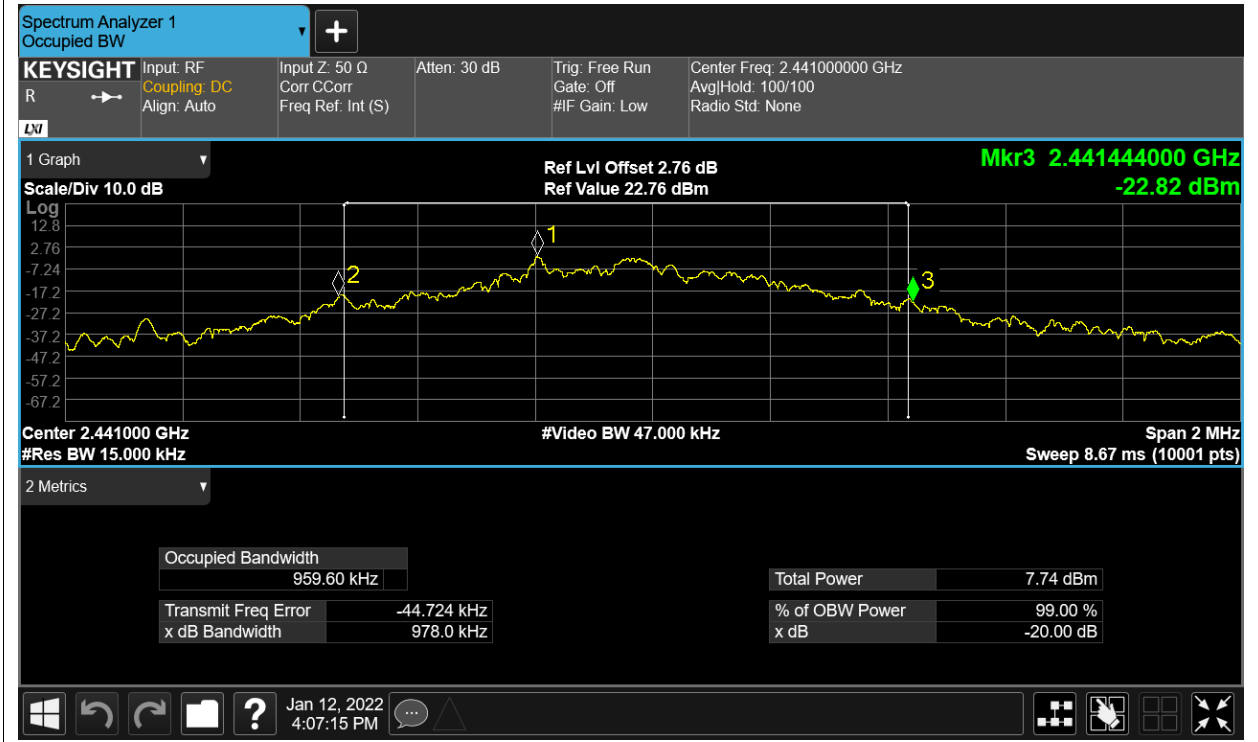 Spectrum Analyzer 1
Occupied BW
KEYSIGHT
R
LXI
Input: RF
Coupling: DC
Align: Auto
Input Z: 50 Ω
Corr CCorr
Freq Ref: Int (S)
Atten: 30 dB
Trig: Free Run
Gate: Off
#IF Gain: Low
Center Freq: 2.441000000 GHz
Avg|Hold: 100/100
Radio Std: None
1 Graph
Scale/Div 10.0 dB
Ref Lvl Offset 2.76 dB
Ref Value 22.76 dBm
Mkr3 2.441444000 GHz
-22.82 dBm
Log
12.8
2.76
-7.24
-17.2
-27.2
-37.2
-47.2
-57.2
-67.2
1
2
3
Center 2.441000 GHz
#Video BW 47.000 kHz
Span 2 MHz
#Res BW 15.000 kHz
Sweep 8.67 ms (10001 pts)
2 Metrics
Occupied Bandwidth
959.60 kHz
Total Power 7.74 dBm
Transmit Freq Error -44.724 kHz
% of OBW Power 99.00 %
x dB Bandwidth 978.0 kHz
x dB -20.00 dB
?
Jan 12, 2022
4:07:15 PM